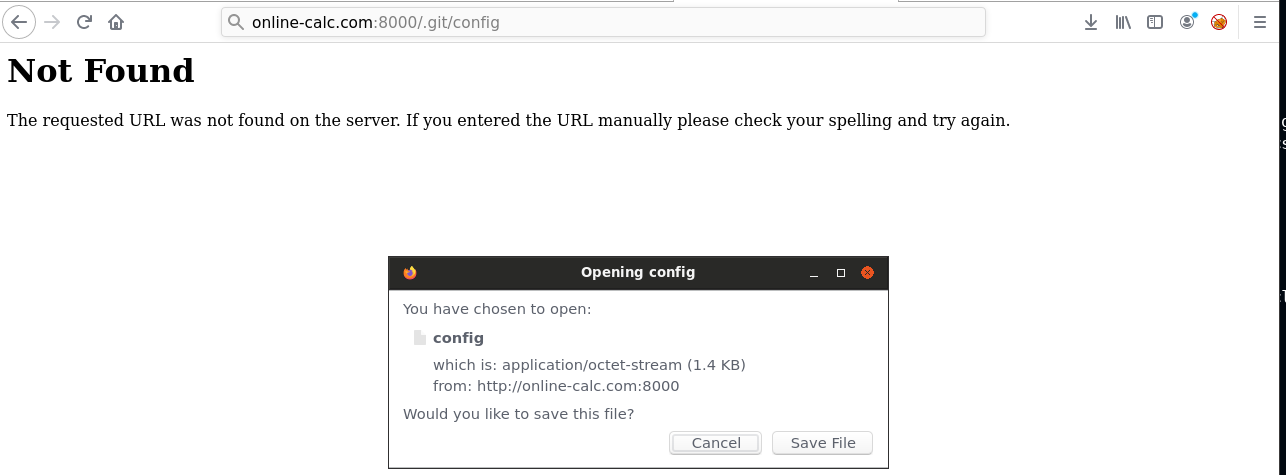 online-calc.com:8000/.git/config
Not Found
The requested URL was not found on the server. If you entered the URL manually please check your spelling and try again.
Opening config
You have chosen to open:
config
which is: application/octet-stream (1.4 KB)
from: http://online-calc.com:8000
Would you like to save this file?
Cancel Save File